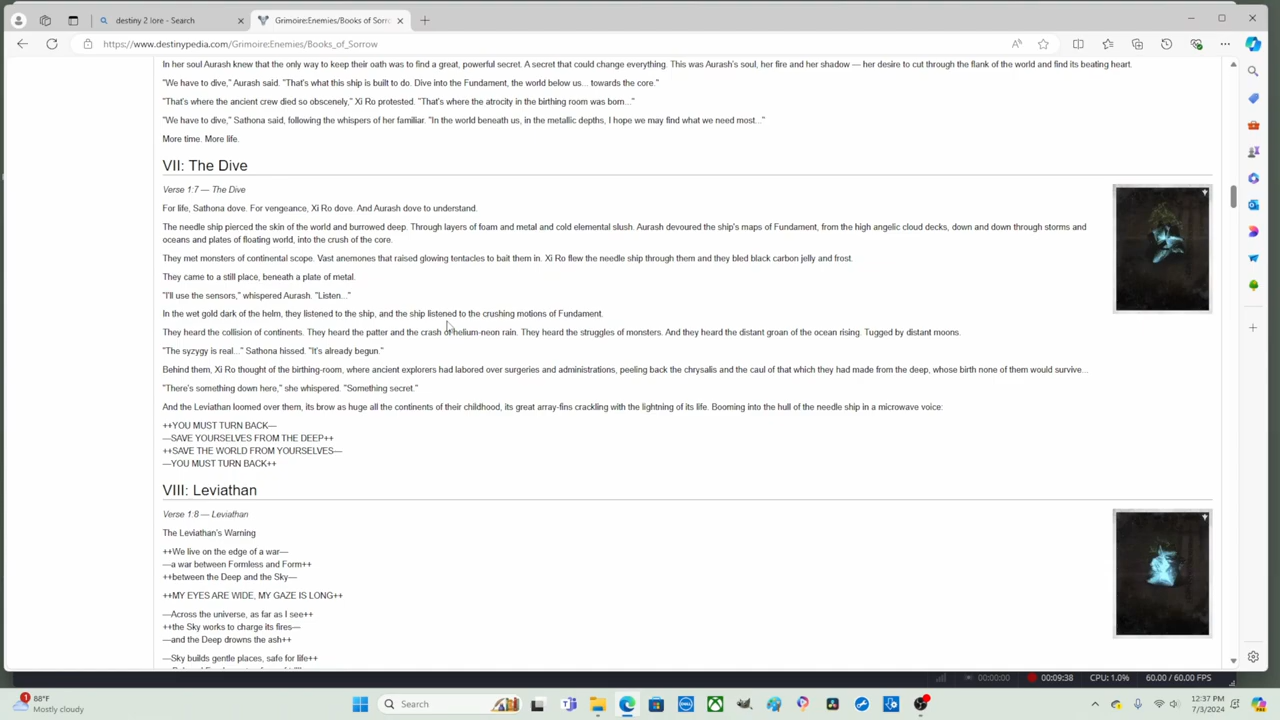 destiny 2 lore - Search
Grimoire:Enemies/Books of Sorro
https://www.destinypedia.com/Grimoire:Enemies/Books_of_Sorrow
In her soul Aurash knew that the only way to keep their oath was to find a great, powerful secret. A secret that could change everything. This was Aurash's soul, her fire and her shadow — her desire to cut through the flank of the world and find its beating heart.
"We have to dive," Aurash said. "That's what this ship is built to do. Dive into the Fundament, the world below us... towards the core."
"That's where the ancient crew died so obscenely," Xi Ro protested. "That's where the atrocity in the birthing room was born..."
"We have to dive," Sathona said, following the whispers of her familiar. "In the world beneath us, in the metallic depths, I hope we may find what we need most..."
More time. More life.
VII: The Dive
Verse 1:7 — The Dive
For life, Sathona dove. For vengeance, Xi Ro dove. And Aurash dove to understand.
The needle ship pierced the skin of the world and burrowed deep. Through layers of foam and metal and cold elemental slush. Aurash devoured the ship's maps of Fundament, from the high angelic cloud decks, down and down through storms and
oceans and plates of floating world, into the crush of the core.
They met monsters of continental scope. Vast anemones that raised glowing tentacles to bait them in. Xi Ro flew the needle ship through them and they bled black carbon jelly and frost.
They came to a still place, beneath a plate of metal.
"I'll use the sensors," whispered Aurash. "Listen..."
In the wet gold dark of the helm, they listened to the ship, and the ship listened to the crushing motions of Fundament.
They heard the collision of continents. They heard the patter and the crash of helium-neon rain. They heard the struggles of monsters. And they heard the distant groan of the ocean rising. Tugged by distant moons.
"The syzygy is real..." Sathona hissed. "It's already begun."
Behind them, Xi Ro thought of the birthing-room, where ancient explorers had labored over surgeries and administrations, peeling back the chrysalis and the caul of that which they had made from the deep, whose birth none of them would survive...
"There's something down here," she whispered. "Something secret."
And the Leviathan loomed over them, its brow as huge all the continents of their childhood, its great array-fins crackling with the lightning of its life. Booming into the hull of the needle ship in a microwave voice:
++YOU MUST TURN BACK—
—SAVE YOURSELVES FROM THE DEEP++
++SAVE THE WORLD FROM YOURSELVES—
—YOU MUST TURN BACK++
VIII: Leviathan
Verse 1:8 — Leviathan
The Leviathan's Warning
++We live on the edge of a war—
—a war between Formless and Form++
++between the Deep and the Sky—
++MY EYES ARE WIDE, MY GAZE IS LONG++
—Across the universe, as far as I see++
++the Sky works to charge its fires—
—and the Deep drowns the ash++
—Sky builds gentle places, safe for life++
00:00:00
00:09:38
CPU: 1.0%
60.00 / 60.00 FPS
1
88°F
Mostly cloudy
Search
12:37 PM
7/3/2024